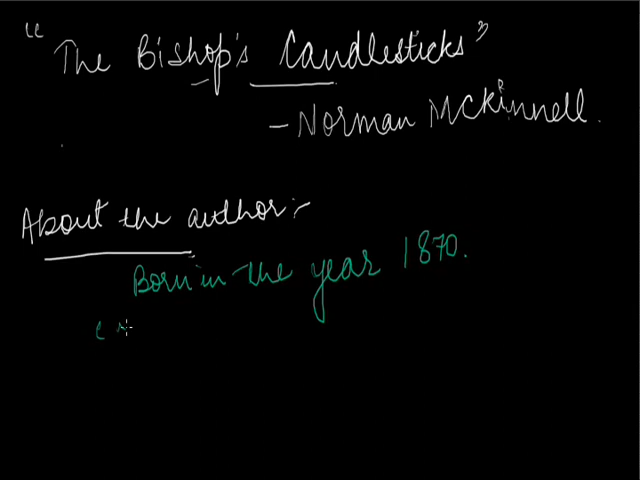 "The Bishop's Candlesticks"
- Norman McKinnell.
About the author :-
Born in the year 1870.